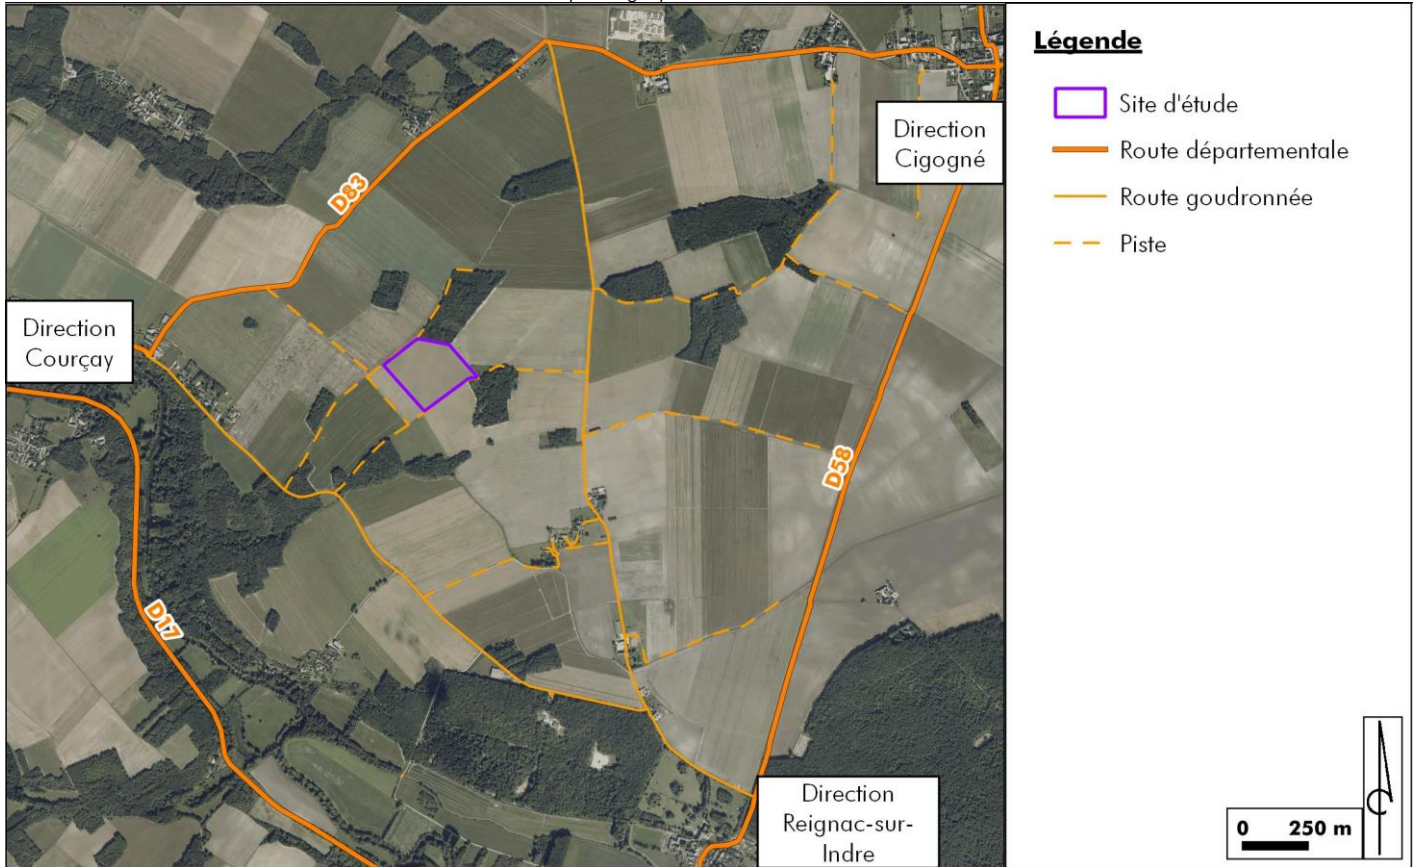 Légende
Site d'étude
Route départementale
Route goudronnée
Piste
Direction
Cigogné
D83
Direction
Courçay
D58
D17
Direction
Reignac-sur-
Indre
0 250 m